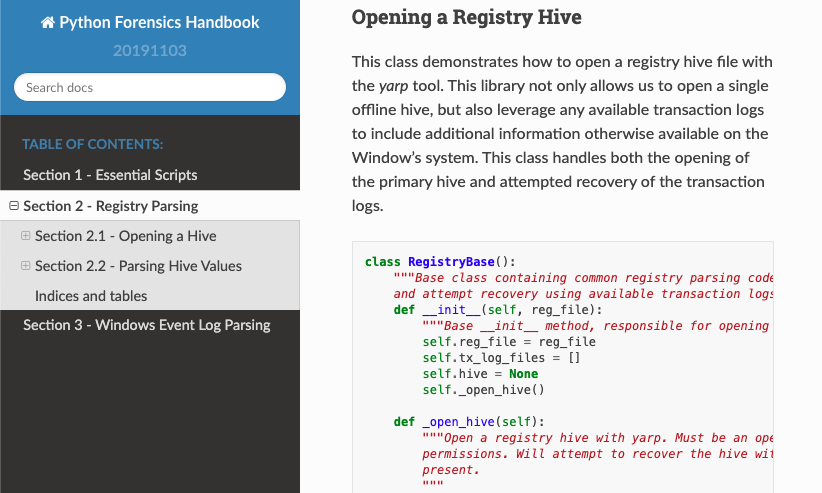 Python Forensics Handbook
20191103
Search docs
TABLE OF CONTENTS:
Section 1 - Essential Scripts
Section 2 - Registry Parsing
Section 2.1 - Opening a Hive
Section 2.2 - Parsing Hive Values
Indices and tables
Section 3 - Windows Event Log Parsing
Opening a Registry Hive
This class demonstrates how to open a registry hive file with
the yarp tool. This library not only allows us to open a single
offline hive, but also leverage any available transaction logs
to include additional information otherwise available on the
Window's system. This class handles both the opening of
the primary hive and attempted recovery of the transaction
logs.
class RegistryBase():
    """Base class containing common registry parsing code
    and attempt recovery using available transaction logs
    def __init__(self, reg_file):
        """Base __init__ method, responsible for opening
        self.reg_file = reg_file
        self.tx_log_files = []
        self.hive = None
        self._open_hive()
    def _open_hive(self):
        """Open a registry hive with yarp. Must be an ope
        permissions. Will attempt to recover the hive wit
        present.
        """